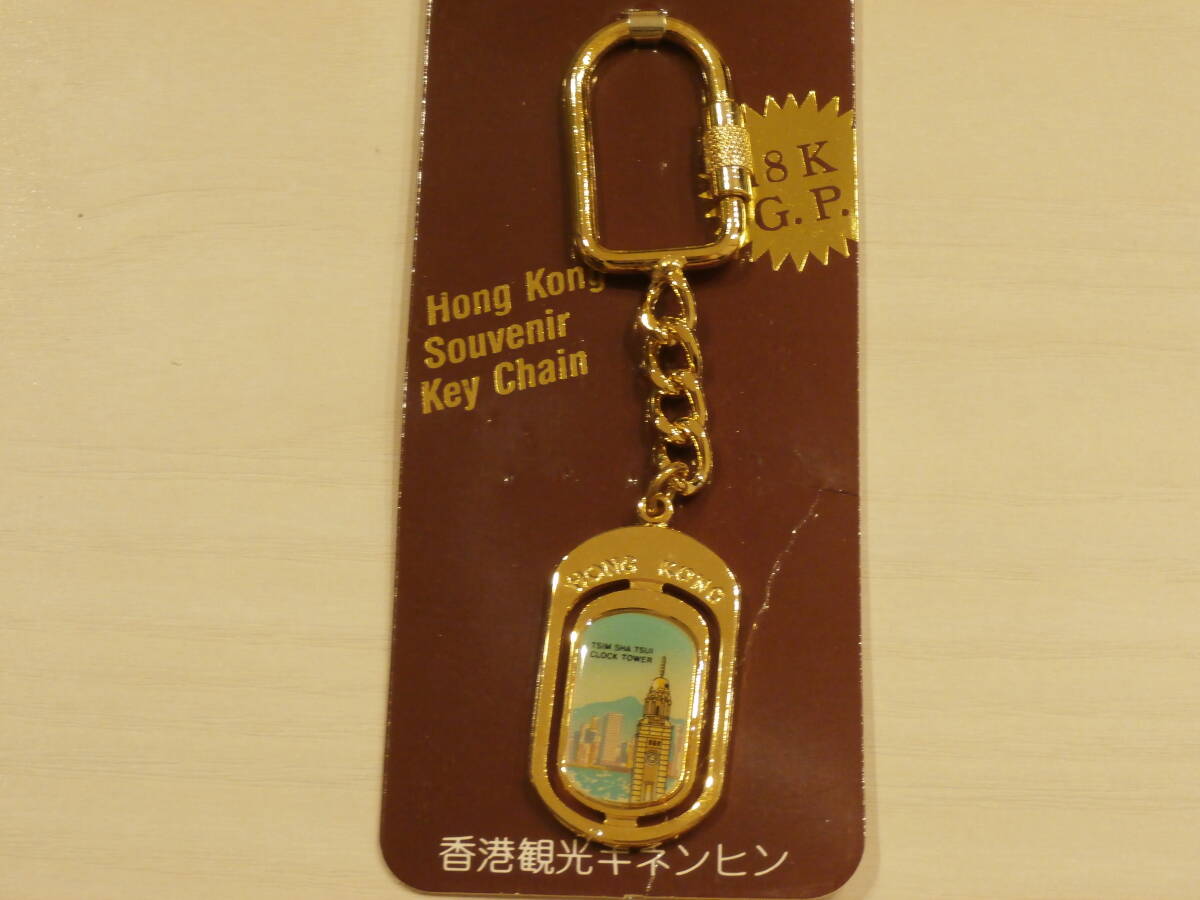 18K
G.P.
Hong Kong
Souvenir
Key Chain
HONG KONG
TSIM SHA TSUI
CLOCK TOWER
香港観光キネンヒン